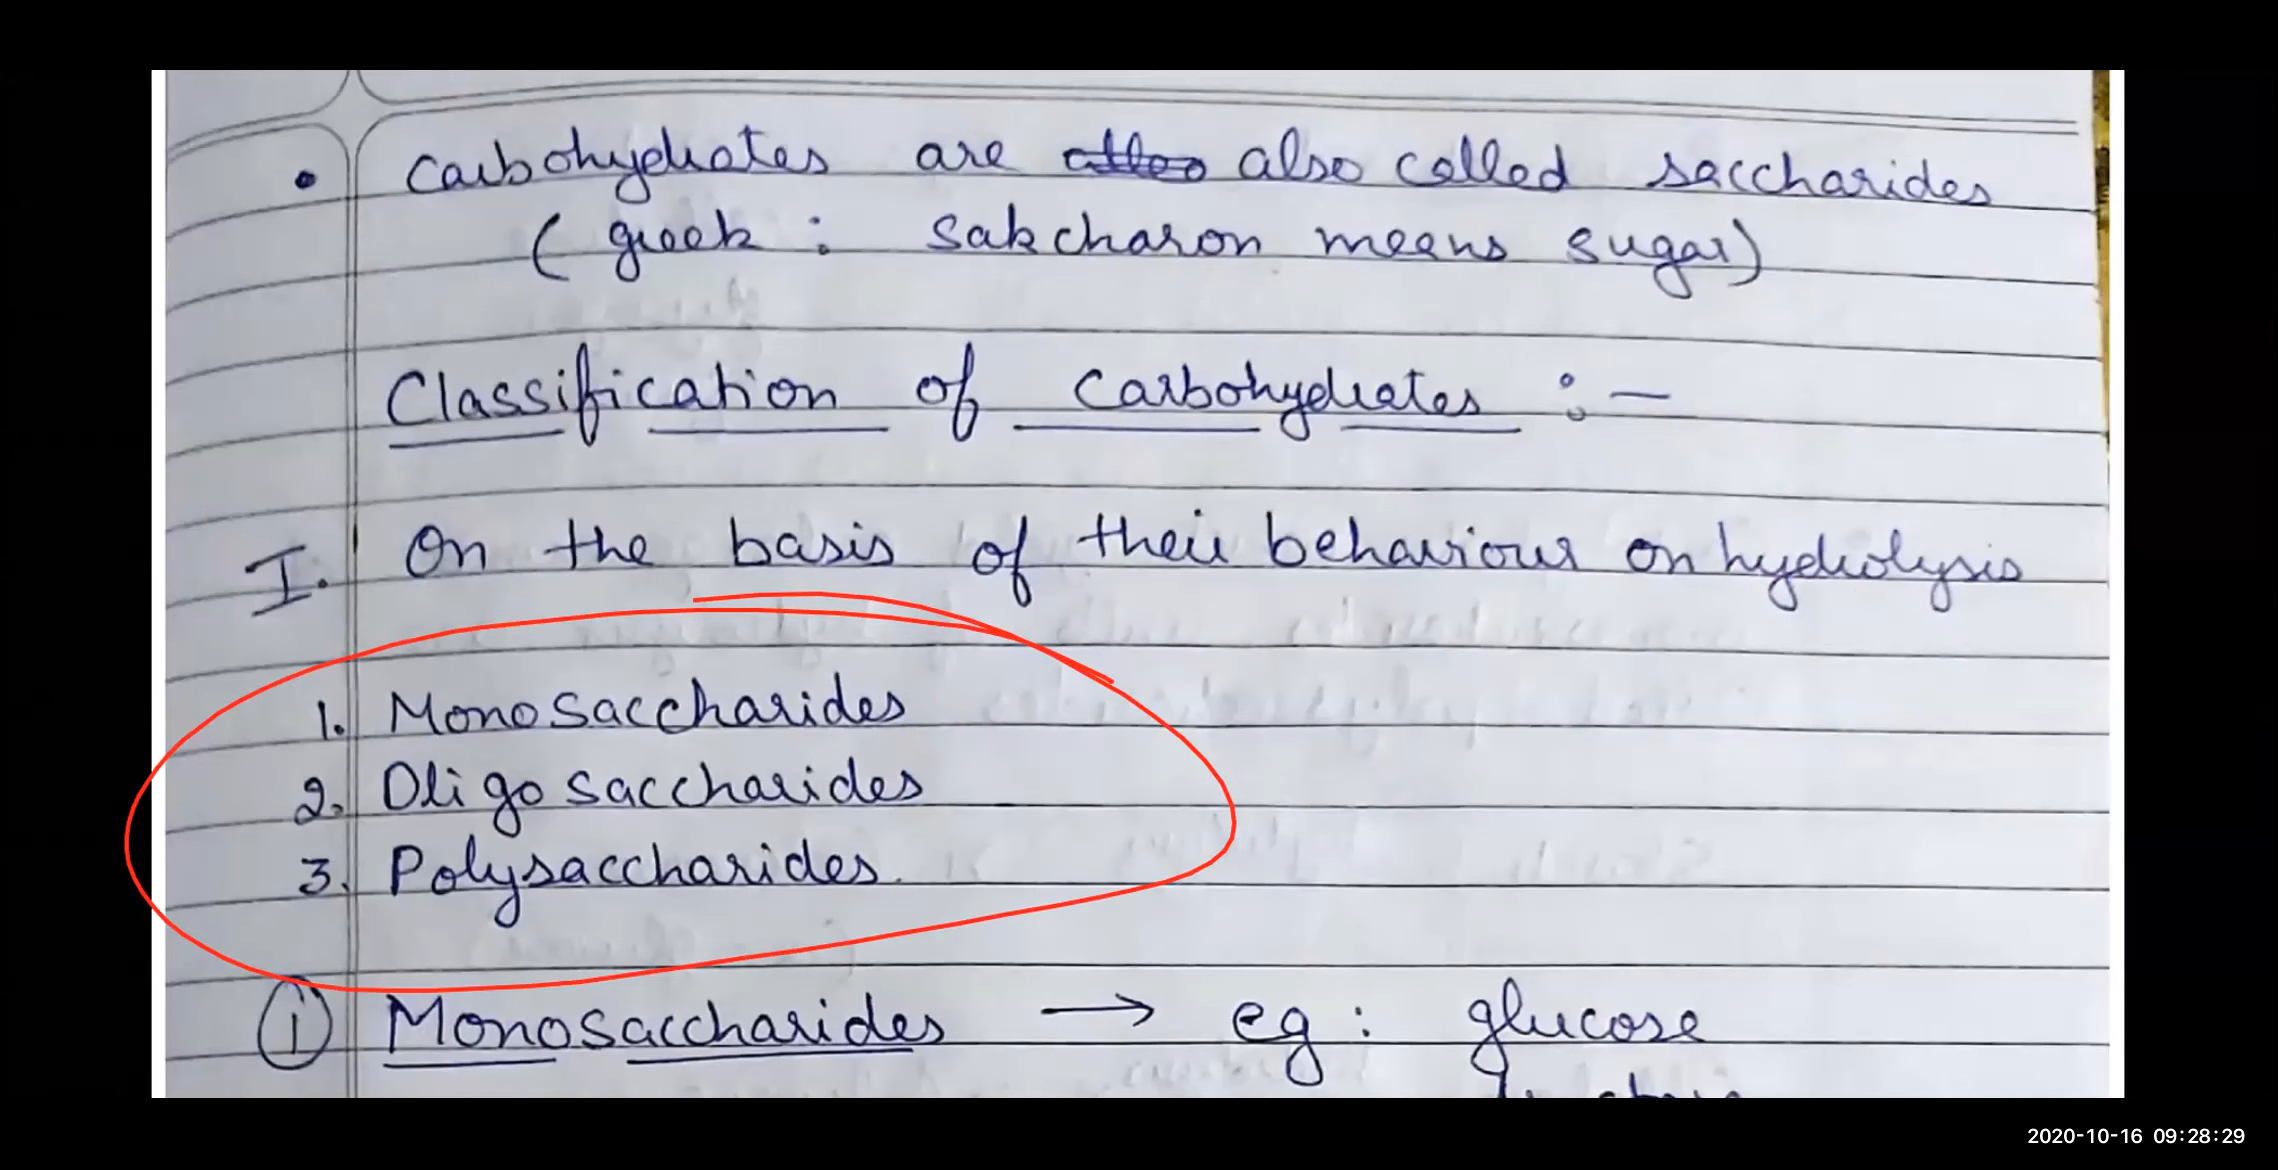 • Carbohydrates are also called saccharides
(greek : sakcharon means sugar)
Classification of Carbohydrates :-
I. On the basis of their behaviour on hydrolysis
1. Monosaccharides
2. Oligosaccharides
3. Polysaccharides.
① Monosaccharides → eg : glucose
2020-10-16 09:28:29